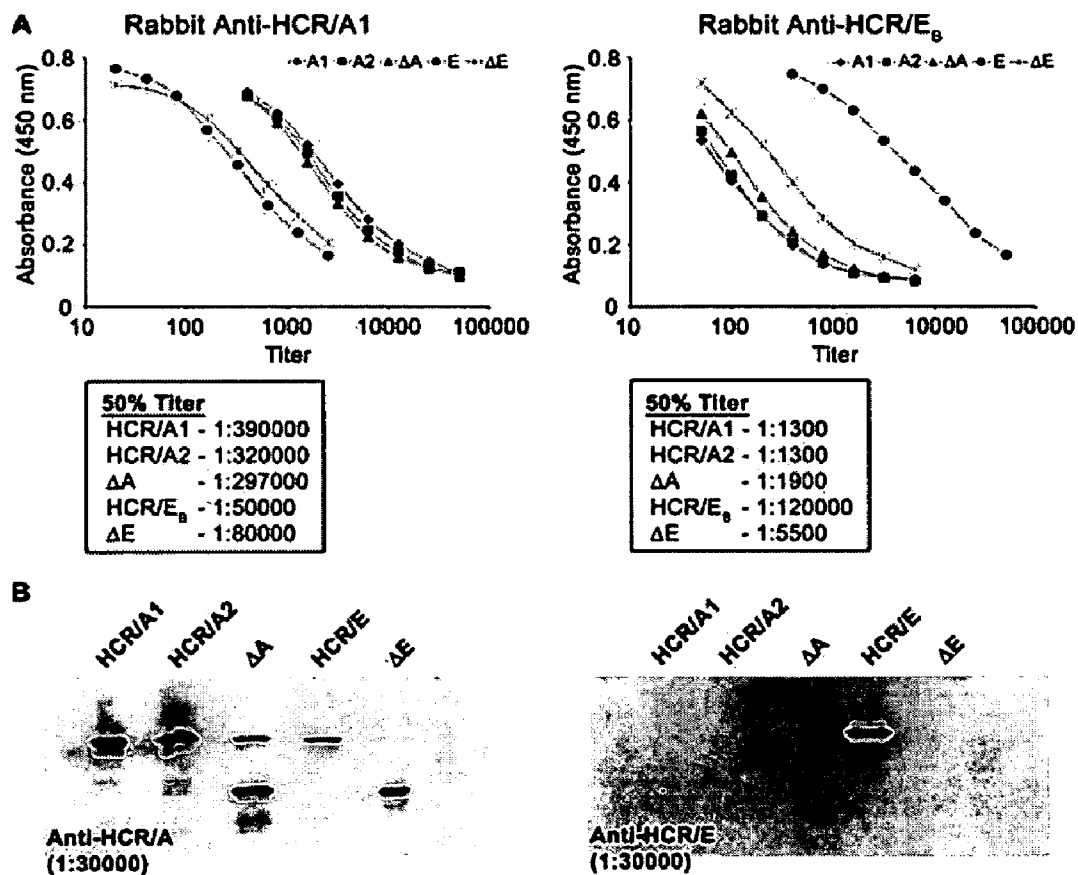 A
Rabbit Anti-HCR/A1
A1 A2 ΔA E ΔE
0.8
0.6
0.4
0.2
0
Absorbance (450 nm)
10 100 1000 10000 100000
Titer
50% Titer
HCR/A1 - 1:390000
HCR/A2 - 1:320000
ΔA - 1:297000
HCR/E_B - 1:50000
ΔE - 1:80000
Rabbit Anti-HCR/E_B
A1 A2 ΔA E ΔE
0.8
0.6
0.4
0.2
0
Absorbance (450 nm)
10 100 1000 10000 100000
Titer
50% Titer
HCR/A1 - 1:1300
HCR/A2 - 1:1300
ΔA - 1:1900
HCR/E_B - 1:120000
ΔE - 1:5500
B
HCR/A1
HCR/A2
ΔA
HCR/E
ΔE
Anti-HCR/A
(1:30000)
HCR/A1
HCR/A2
ΔA
HCR/E
ΔE
Anti-HCR/E
(1:30000)